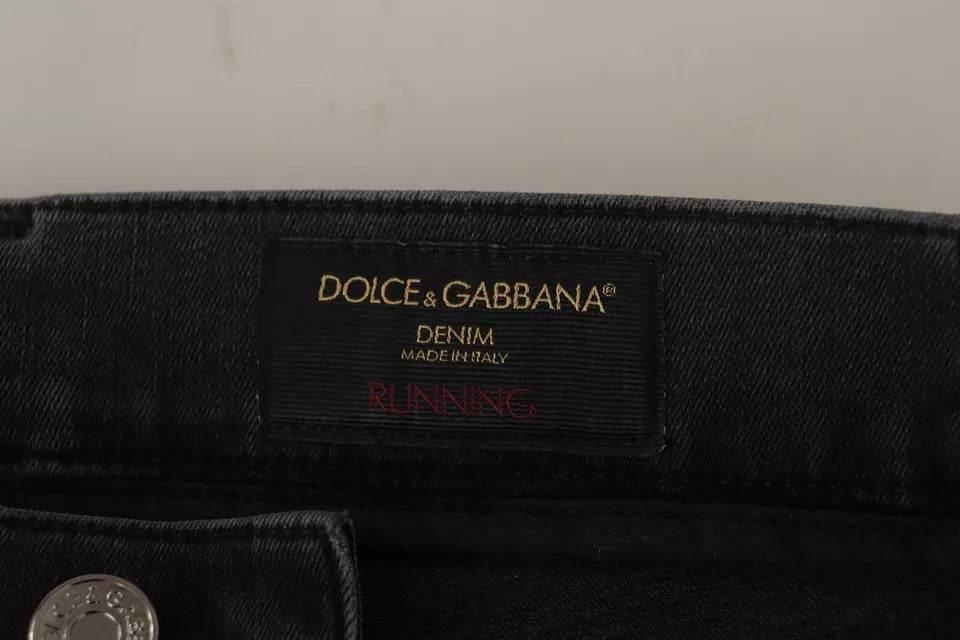 DOLCE & GABBANA®
DENIM
MADE IN ITALY
RUNNING